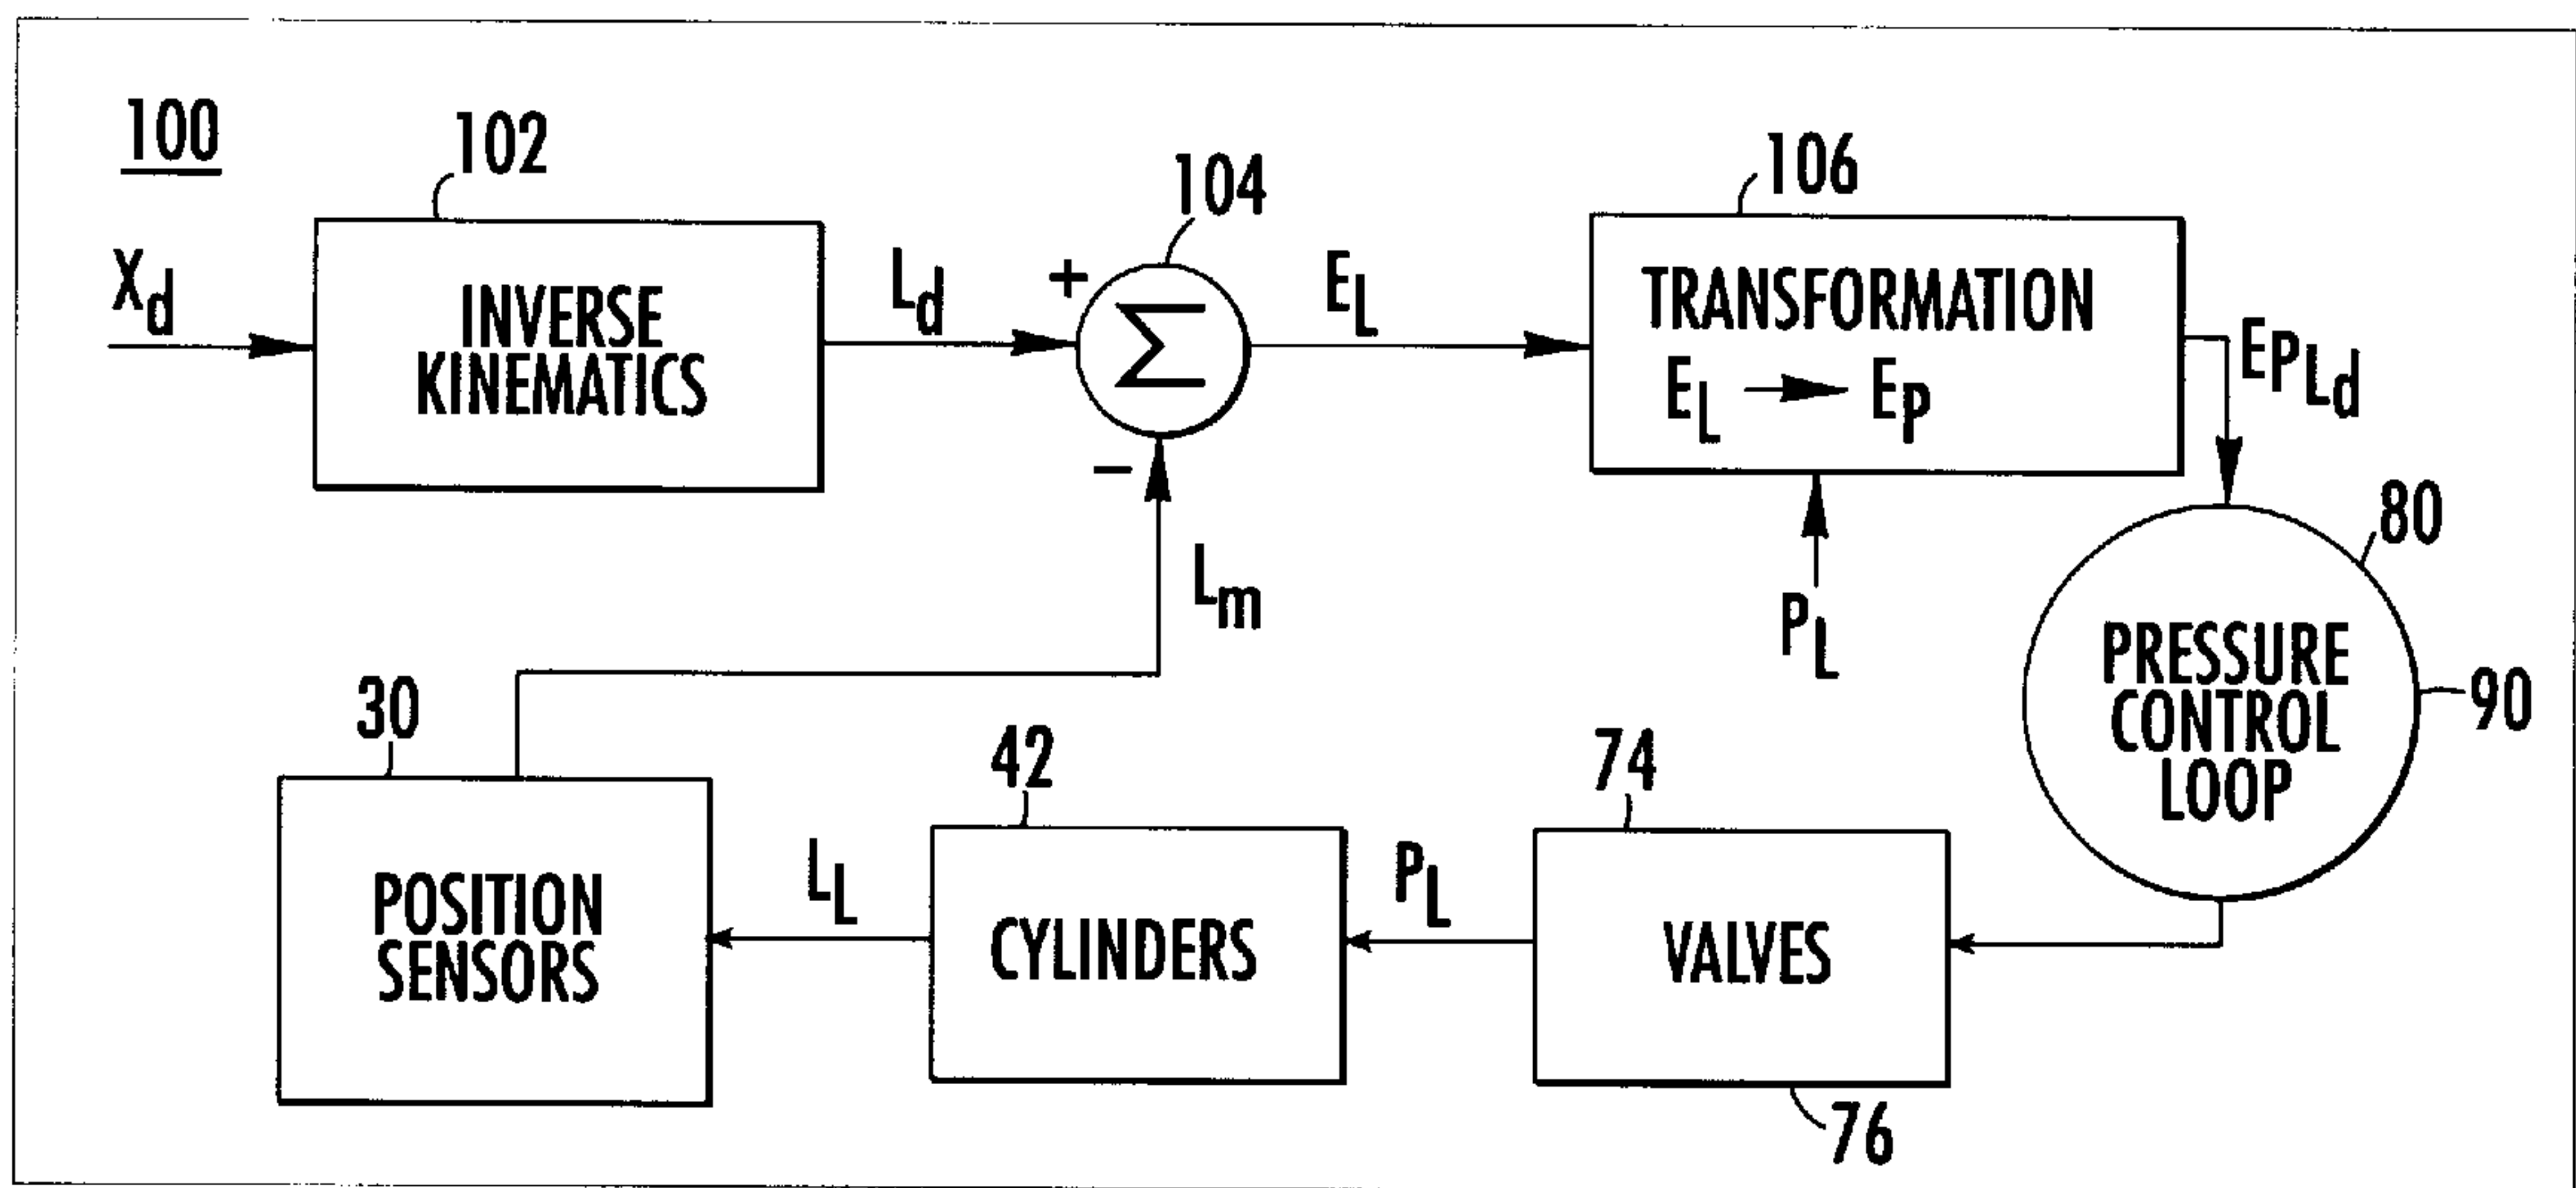 100
102
104
106
X_d
INVERSE
KINEMATICS
L_d
+
Σ
−
E_L
TRANSFORMATION
E_L → E_P
E_P_L_d
P_L
L_m
80
PRESSURE
CONTROL
LOOP
90
30
POSITION
SENSORS
L_L
42
CYLINDERS
P_L
74
VALVES
76